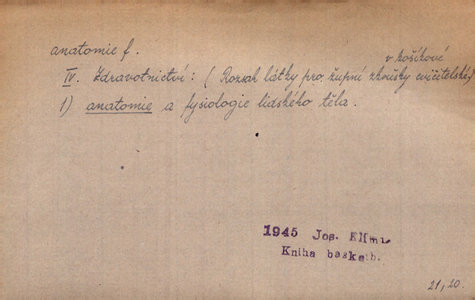 anatomie f.
v košíkové
IV. Zdravotnictví: (Rozsah látky pro župní zkoušky cvičitelské)
1) anatomie a fysiologie lidského těla.
1945 Jos.
Kniha basketb.
21, 20.